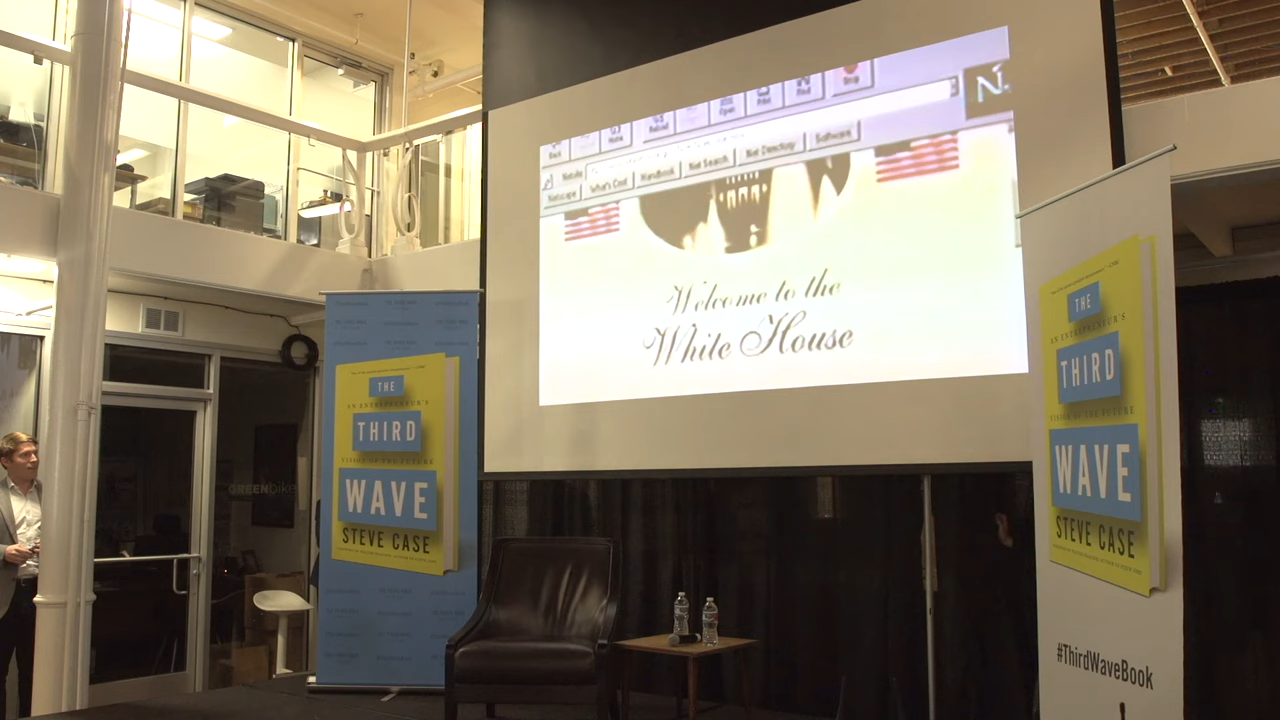 Back
Home
Reload
Open
Print
Find
Stop
N
Netscape
What's Cool
Handbook
Net Search
Net Directory
Software
Welcome to the
White House
THE
AN ENTREPRENEUR'S
THIRD
VISION OF THE FUTURE
WAVE
STEVE CASE
GREENbike
THE
AN ENTREPRENEUR'S
THIRD
VISION OF THE FUTURE
WAVE
STEVE CASE
#ThirdWaveBook